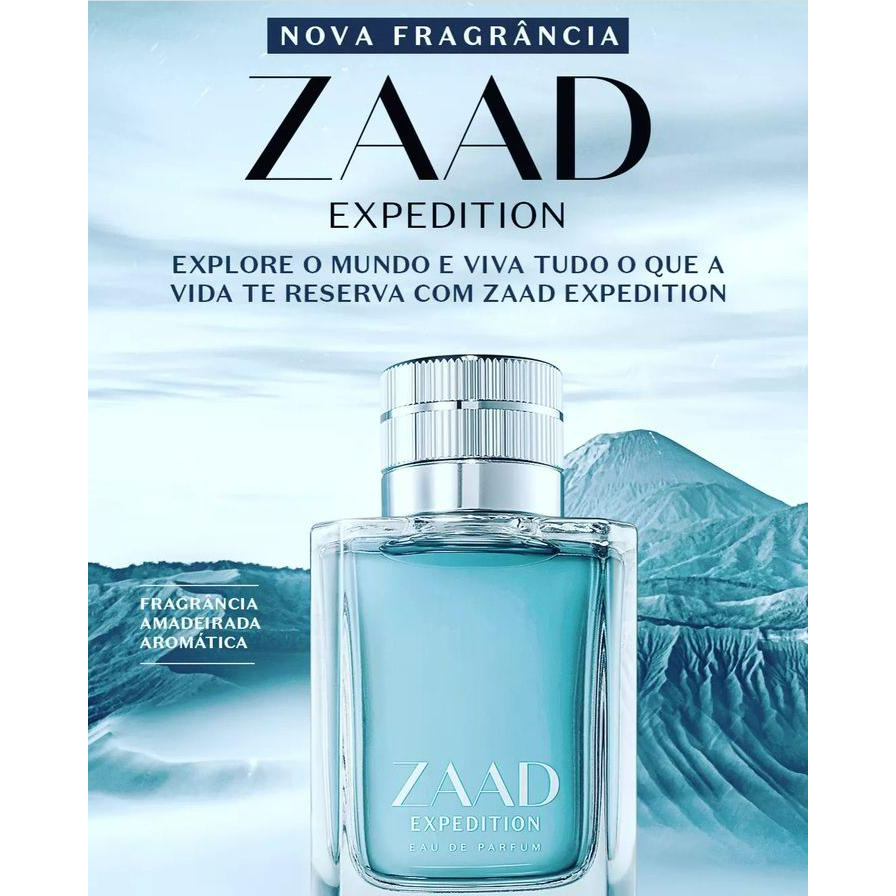 NOVA FRAGRÂNCIA
ZAAD
EXPEDITION
EXPLORE O MUNDO E VIVA TUDO O QUE A
VIDA TE RESERVA COM ZAAD EXPEDITION
FRAGRÂNCIA
AMADEIRADA
AROMÁTICA
ZAAD
EXPEDITION
EAU DE PARFUM